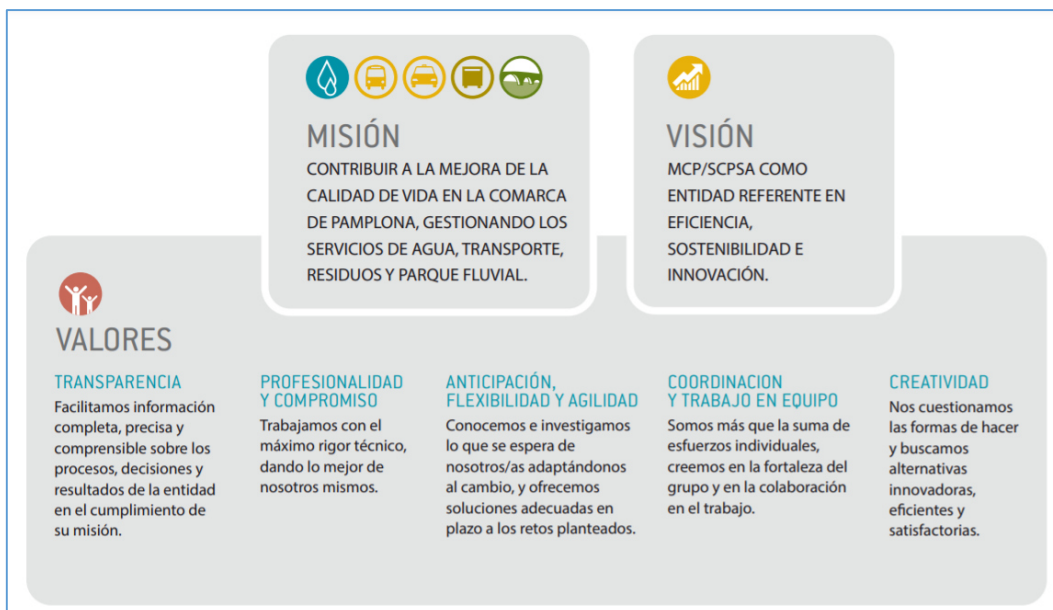 MISIÓN
CONTRIBUIR A LA MEJORA DE LA
CALIDAD DE VIDA EN LA COMARCA
DE PAMPLONA, GESTIONANDO LOS
SERVICIOS DE AGUA, TRANSPORTE,
RESIDUOS Y PARQUE FLUVIAL.
VISIÓN
MCP/SCPSA COMO
ENTIDAD REFERENTE EN
EFICIENCIA,
SOSTENIBILIDAD E
INNOVACIÓN.
VALORES
TRANSPARENCIA
Facilitamos información
completa, precisa y
comprensible sobre los
procesos, decisiones y
resultados de la entidad
en el cumplimiento de
su misión.
PROFESIONALIDAD
Y COMPROMISO
Trabajamos con el
máximo rigor técnico,
dando lo mejor de
nosotros mismos.
ANTICIPACIÓN,
FLEXIBILIDAD Y AGILIDAD
Conocemos e investigamos
lo que se espera de
nosotros/as adaptándonos
al cambio, y ofrecemos
soluciones adecuadas en
plazo a los retos planteados.
COORDINACION
Y TRABAJO EN EQUIPO
Somos más que la suma de
esfuerzos individuales,
creemos en la fortaleza del
grupo y en la colaboración
en el trabajo.
CREATIVIDAD
Nos cuestionamos
las formas de hacer
y buscamos
alternativas
innovadoras,
eficientes y
satisfactorias.